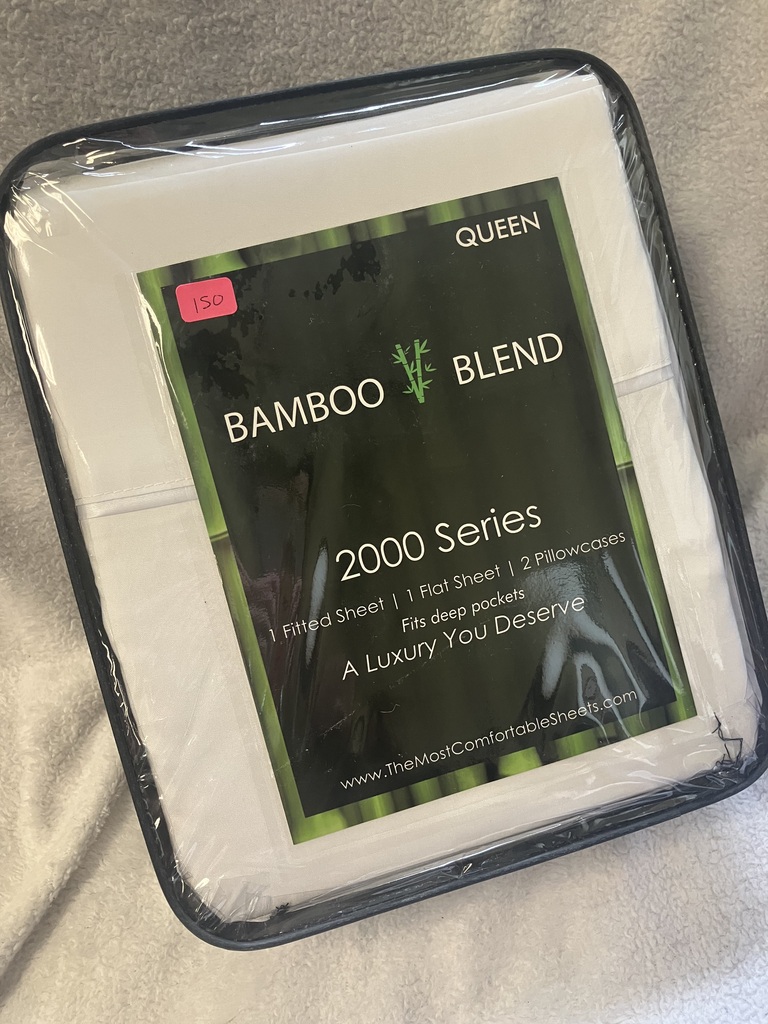 QUEEN
150
BAMBOO BLEND
2000 Series
1 Fitted Sheet | 1 Flat Sheet | 2 Pillowcases
Fits deep pockets
A Luxury You Deserve
www.TheMostComfortableSheets.com